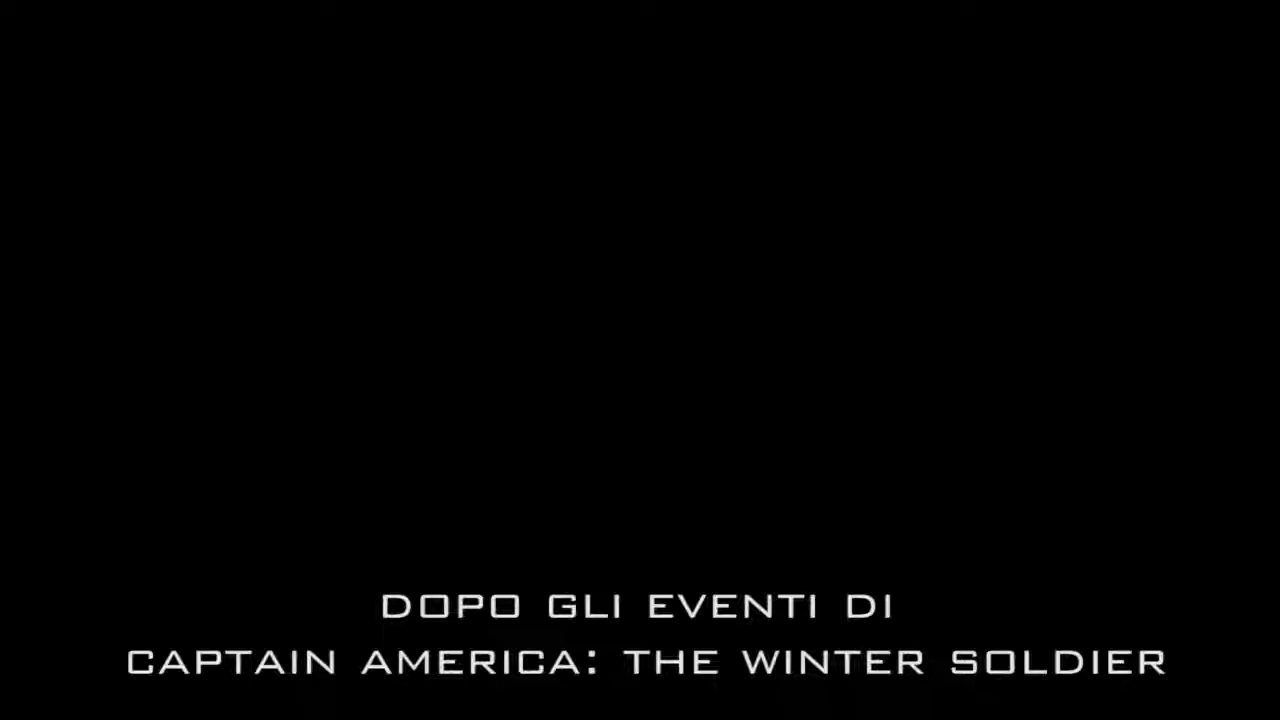 DOPO GLI EVENTI DI
CAPTAIN AMERICA: THE WINTER SOLDIER